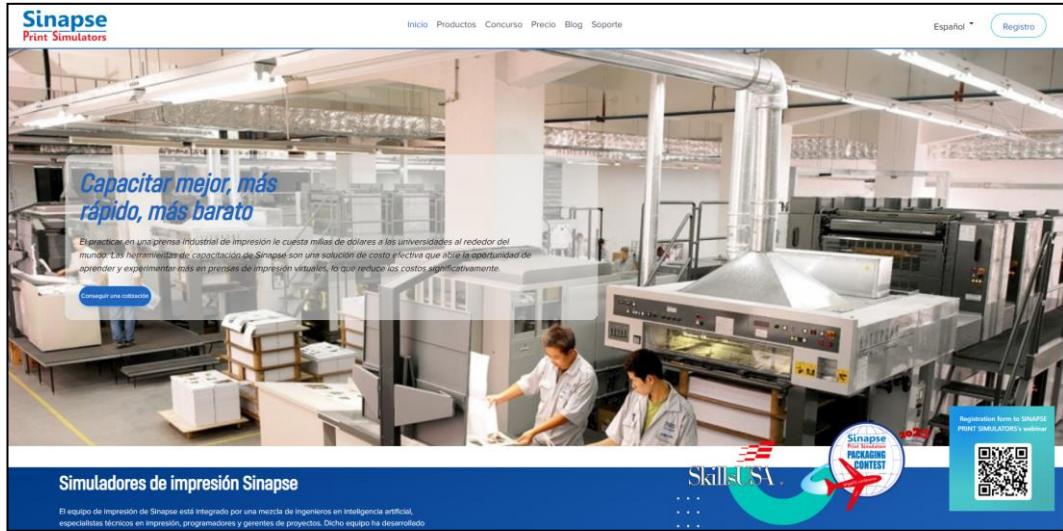 Sinapse
Print Simulators
Inicio Productos Concurso Precio Blog Soporte
Español
Registro
Capacitar mejor, más
rápido, más barato
El practicar en una prensa industrial de impresión le cuesta milias de dólares a las universidades al rededor del
mundo. Las herramientas de capacitación de Sinapse son una solución de costo efectiva que abre la oportunidad de
aprender y experimentar más en prensas de impresión virtuales, lo que reduce los costos significativamente.
Conseguir una cotización
Registration form to SINAPSE
PRINT SIMULATORS's webinar
Sinapse
Print Simulators
PACKAGING
CONTEST
SkillsUSA
Simuladores de impresión Sinapse
El equipo de impresión de Sinapse está integrado por una mezcla de ingenieros en inteligencia artificial,
especialistas técnicos en impresión, programadores y gerentes de proyectos. Dicho equipo ha desarrollado